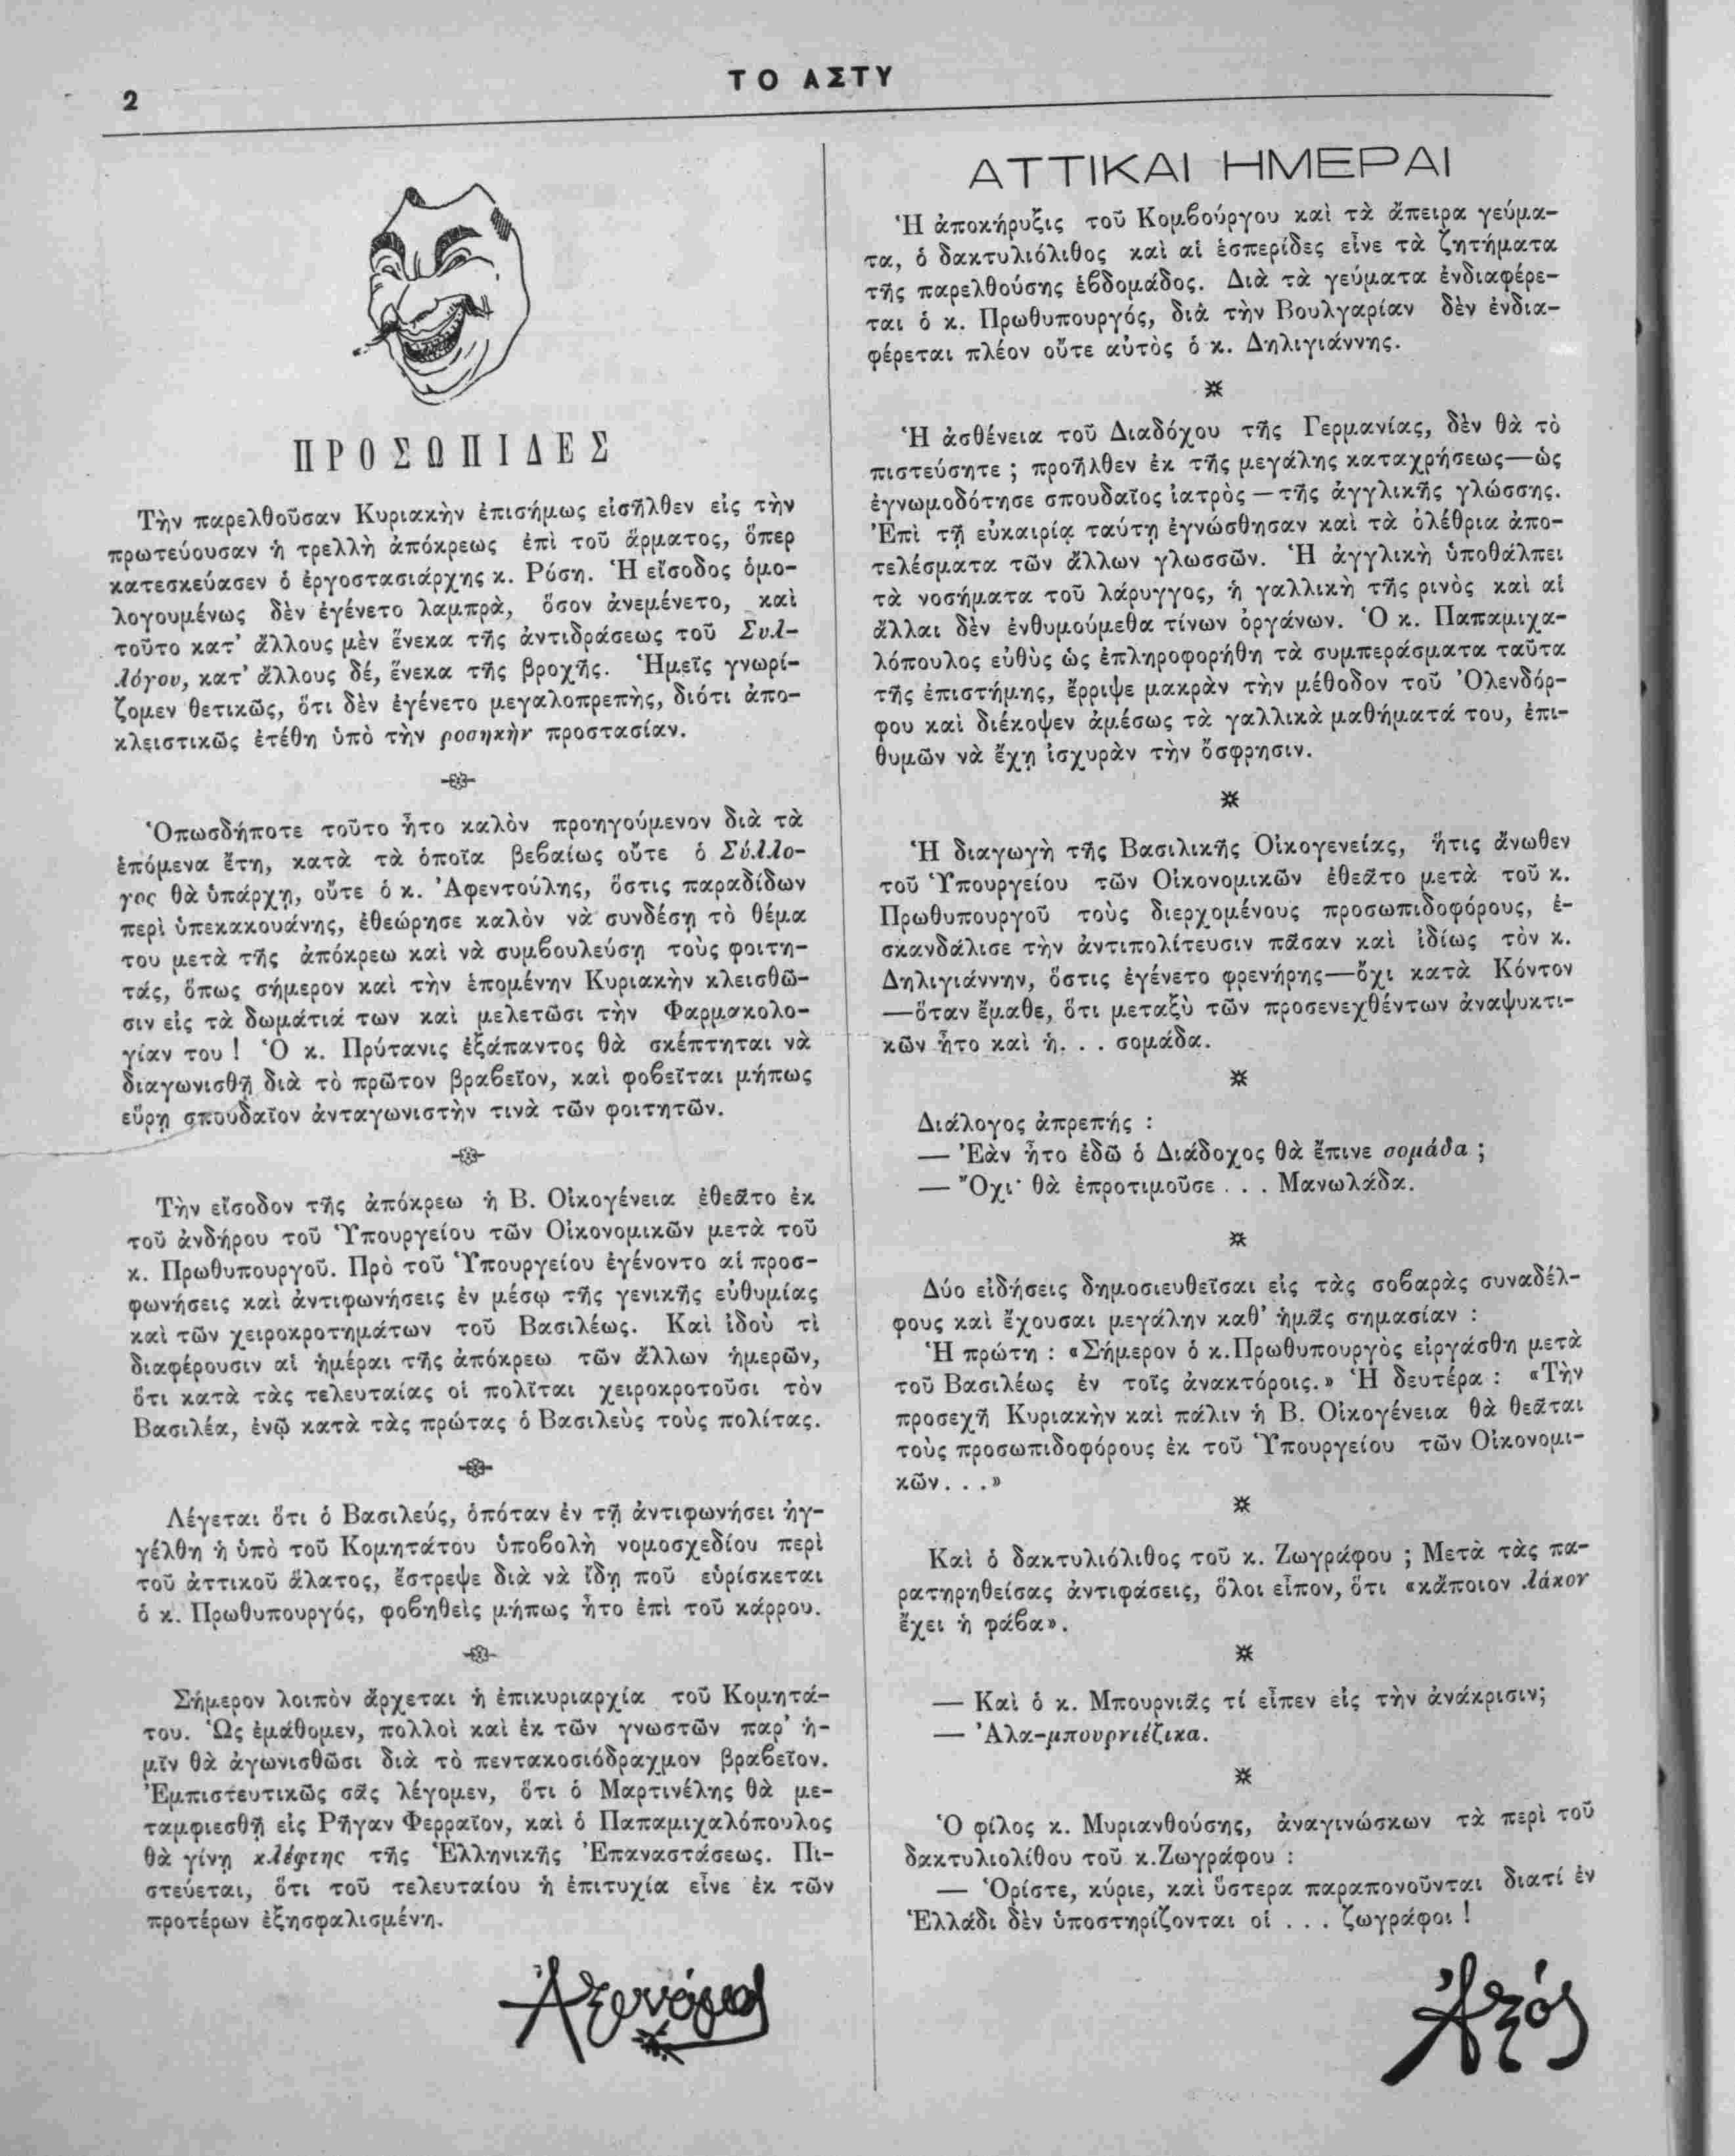 2
ΤΟ ΑΣΤΥ
ΠΡΟΣΩΠΙΔΕΣ
Τὴν παρελθοῦσαν Κυριακὴν ἐπισήμως εἰσῆλθεν εἰς τὴν
πρωτεύουσαν ἡ τρελλὴ ἀπόκρεως ἐπὶ τοῦ ἅρματος, ὅπερ
κατεσκεύασεν ὁ ἐργοστασιάρχης κ. Ρόση. Ἡ εἴσοδος ὁμο-
λογουμένως δὲν ἐγένετο λαμπρὰ, ὅσον ἀνεμένετο, καὶ
τοῦτο κατ' ἄλλους μὲν ἕνεκα τῆς ἀντιδράσεως τοῦ Συλ-
λόγου, κατ' ἄλλους δέ, ἕνεκα τῆς βροχῆς. Ἡμεῖς γνωρί-
ζομεν θετικῶς, ὅτι δὲν ἐγένετο μεγαλοπρεπὴς, διότι ἀπο-
κλειστικῶς ἐτέθη ὑπὸ τὴν ροσηκὴν προστασίαν.
Ὁπωσδήποτε τοῦτο ἦτο καλὸν προηγούμενον διὰ τὰ
ἑπόμενα ἔτη, κατὰ τὰ ὁποῖα βεβαίως οὔτε ὁ Σύλλο-
γος θὰ ὑπάρχῃ, οὔτε ὁ κ. Ἀφεντούλης, ὅστις παραδίδων
περὶ ὑπεκακουάνης, ἐθεώρησε καλὸν νὰ συνδέσῃ τὸ θέμα
του μετὰ τῆς ἀπόκρεω καὶ νὰ συμβουλεύσῃ τοὺς φοιτη-
τάς, ὅπως σήμερον καὶ τὴν ἑπομένην Κυριακὴν κλεισθῶ-
σιν εἰς τὰ δωμάτιά των καὶ μελετῶσι τὴν Φαρμακολο-
γίαν του ! Ὁ κ. Πρύτανις ἐξάπαντος θὰ σκέπτηται νὰ
διαγωνισθῇ διὰ τὸ πρῶτον βραβεῖον, καὶ φοβεῖται μήπως
εὕρῃ σπουδαῖον ἀνταγωνιστὴν τινὰ τῶν φοιτητῶν.
Τὴν εἴσοδον τῆς ἀπόκρεω ἡ Β. Οἰκογένεια ἐθεᾶτο ἐκ
τοῦ ἀνδήρου τοῦ Ὑπουργείου τῶν Οἰκονομικῶν μετὰ τοῦ
κ. Πρωθυπουργοῦ. Πρὸ τοῦ Ὑπουργείου ἐγένοντο αἱ προσ-
φωνήσεις καὶ ἀντιφωνήσεις ἐν μέσῳ τῆς γενικῆς εὐθυμίας
καὶ τῶν χειροκροτημάτων τοῦ Βασιλέως. Καὶ ἰδοὺ τὶ
διαφέρουσιν αἱ ἡμέραι τῆς ἀπόκρεω τῶν ἄλλων ἡμερῶν,
ὅτι κατὰ τὰς τελευταίας οἱ πολῖται χειροκροτοῦσι τὸν
Βασιλέα, ἐνῷ κατὰ τὰς πρώτας ὁ Βασιλεὺς τοὺς πολίτας.
Λέγεται ὅτι ὁ Βασιλεύς, ὁπόταν ἐν τῇ ἀντιφωνήσει ἠγ-
γέλθη ἡ ὑπὸ τοῦ Κομητάτου ὑποβολὴ νομοσχεδίου περὶ
τοῦ ἀττικοῦ ἅλατος, ἔστρεψε διὰ νὰ ἴδῃ ποῦ εὑρίσκεται
ὁ κ. Πρωθυπουργός, φοβηθεὶς μήπως ἦτο ἐπὶ τοῦ κάρρου.
Σήμερον λοιπὸν ἄρχεται ἡ ἐπικυριαρχία τοῦ Κομητά-
του. Ὡς ἐμάθομεν, πολλοὶ καὶ ἐκ τῶν γνωστῶν παρ' ἡ-
μῖν θὰ ἀγωνισθῶσι διὰ τὸ πεντακοσιόδραχμον βραβεῖον.
Ἐμπιστευτικῶς σᾶς λέγομεν, ὅτι ὁ Μαρτινέλης θὰ με-
ταμφιεσθῇ εἰς Ρῆγαν Φερραῖον, καὶ ὁ Παπαμιχαλόπουλος
θὰ γίνῃ κλέφτης τῆς Ἑλληνικῆς Ἐπαναστάσεως. Πι-
στεύεται, ὅτι τοῦ τελευταίου ἡ ἐπιτυχία εἶνε ἐκ τῶν
προτέρων ἐξησφαλισμένη.
ΑΤΤΙΚΑΙ ΗΜΕΡΑΙ
Ἡ ἀποκήρυξις τοῦ Κομβούργου καὶ τὰ ἄπειρα γεύμα-
τα, ὁ δακτυλιόλιθος καὶ αἱ ἑσπερίδες εἶνε τὰ ζητήματα
τῆς παρελθούσης ἑβδομάδος. Διὰ τὰ γεύματα ἐνδιαφέρε-
ται ὁ κ. Πρωθυπουργός, διὰ τὴν Βουλγαρίαν δὲν ἐνδια-
φέρεται πλέον οὔτε αὐτὸς ὁ κ. Δηλιγιάννης.
Ἡ ἀσθένεια τοῦ Διαδόχου τῆς Γερμανίας, δὲν θὰ τὸ
πιστεύσητε ; προῆλθεν ἐκ τῆς μεγάλης καταχρήσεως—ὡς
ἐγνωμοδότησε σπουδαῖος ἰατρὸς — τῆς ἀγγλικῆς γλώσσης.
Ἐπὶ τῇ εὐκαιρίᾳ ταύτῃ ἐγνώσθησαν καὶ τὰ ὀλέθρια ἀπο-
τελέσματα τῶν ἄλλων γλωσσῶν. Ἡ ἀγγλικὴ ὑποθάλπει
τὰ νοσήματα τοῦ λάρυγγος, ἡ γαλλικὴ τῆς ρινὸς καὶ αἱ
ἄλλαι δὲν ἐνθυμούμεθα τίνων ὀργάνων. Ὁ κ. Παπαμιχα-
λόπουλος εὐθὺς ὡς ἐπληροφορήθη τὰ συμπεράσματα ταῦτα
τῆς ἐπιστήμης, ἔρριψε μακρὰν τὴν μέθοδον τοῦ Ὀλενδόρ-
φου καὶ διέκοψεν ἀμέσως τὰ γαλλικὰ μαθήματά του, ἐπι-
θυμῶν νὰ ἔχῃ ἰσχυρὰν τὴν ὄσφρησιν.
Ἡ διαγωγὴ τῆς Βασιλικῆς Οἰκογενείας, ἥτις ἄνωθεν
τοῦ Ὑπουργείου τῶν Οἰκονομικῶν ἐθεᾶτο μετὰ τοῦ κ.
Πρωθυπουργοῦ τοὺς διερχομένους προσωπιδοφόρους, ἐ-
σκανδάλισε τὴν ἀντιπολίτευσιν πᾶσαν καὶ ἰδίως τὸν κ.
Δηλιγιάννην, ὅστις ἐγένετο φρενήρης—ὄχι κατὰ Κόντον
—ὅταν ἔμαθε, ὅτι μεταξὺ τῶν προσενεχθέντων ἀναψυκτι-
κῶν ἦτο καὶ ἡ. . . σομάδα.
Διάλογος ἀπρεπής :
— Ἐὰν ἦτο ἐδῶ ὁ Διάδοχος θὰ ἔπινε σομάδα ;
— Ὄχι· θὰ ἐπροτιμοῦσε . . . Μανωλάδα.
Δύο εἰδήσεις δημοσιευθεῖσαι εἰς τὰς σοβαρὰς συναδέλ-
φους καὶ ἔχουσαι μεγάλην καθ' ἡμᾶς σημασίαν :
Ἡ πρώτη : «Σήμερον ὁ κ.Πρωθυπουργὸς εἰργάσθη μετὰ
τοῦ Βασιλέως ἐν τοῖς ἀνακτόροις.» Ἡ δευτέρα : «Τὴν
προσεχῆ Κυριακὴν καὶ πάλιν ἡ Β. Οἰκογένεια θὰ θεᾶται
τοὺς προσωπιδοφόρους ἐκ τοῦ Ὑπουργείου τῶν Οἰκονομι-
κῶν. . .»
Καὶ ὁ δακτυλιόλιθος τοῦ κ. Ζωγράφου ; Μετὰ τὰς πα-
ρατηρηθείσας ἀντιφάσεις, ὅλοι εἶπον, ὅτι «κἄποιον λάκον
ἔχει ἡ φάβα».
— Καὶ ὁ κ. Μπουρνιᾶς τί εἶπεν εἰς τὴν ἀνάκρισιν;
— Ἀλα-μπουρνιέζικα.
Ὁ φίλος κ. Μυριανθούσης, ἀναγινώσκων τὰ περὶ τοῦ
δακτυλιολίθου τοῦ κ.Ζωγράφου :
— Ὁρίστε, κύριε, καὶ ὕστερα παραπονοῦνται διατί ἐν
Ἑλλάδι δὲν ὑποστηρίζονται οἱ . . . ζωγράφοι !